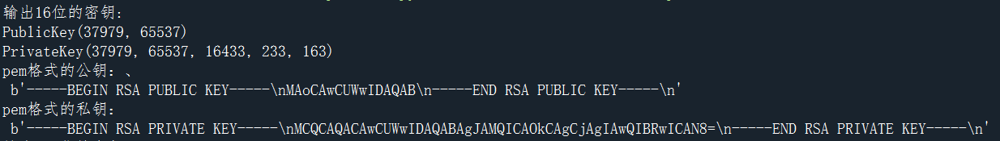 输出16位的密钥:
PublicKey(37979, 65537)
PrivateKey(37979, 65537, 16433, 233, 163)
pem格式的公钥:、
b'-----BEGIN RSA PUBLIC KEY-----\nMAoCAwCUWwIDAQAB\n-----END RSA PUBLIC KEY-----\n'
pem格式的私钥:
b'-----BEGIN RSA PRIVATE KEY-----\nMCQCAQACAwCUWwIDAQABAgJAMQICAOkCAgCjAgIAwQIBRwICAN8=\n-----END RSA PRIVATE KEY-----\n'